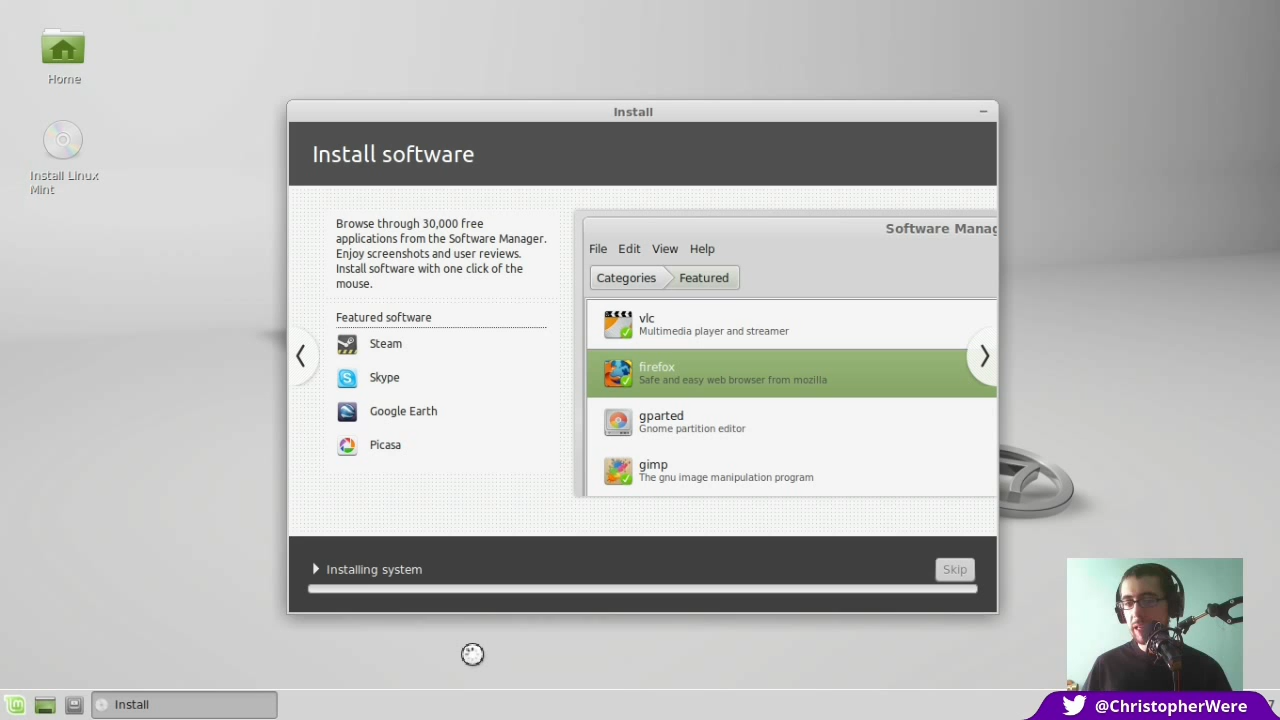 Home
Install Linux
Mint
Install
Install software
Browse through 30,000 free
applications from the Software Manager.
Enjoy screenshots and user reviews.
Install software with one click of the
mouse.
Featured software
Steam
Skype
Google Earth
Picasa
Software Manag
File Edit View Help
Categories Featured
vlc
Multimedia player and streamer
firefox
Safe and easy web browser from mozilla
gparted
Gnome partition editor
gimp
The gnu image manipulation program
Installing system
Skip
Install
@ChristopherWere
7